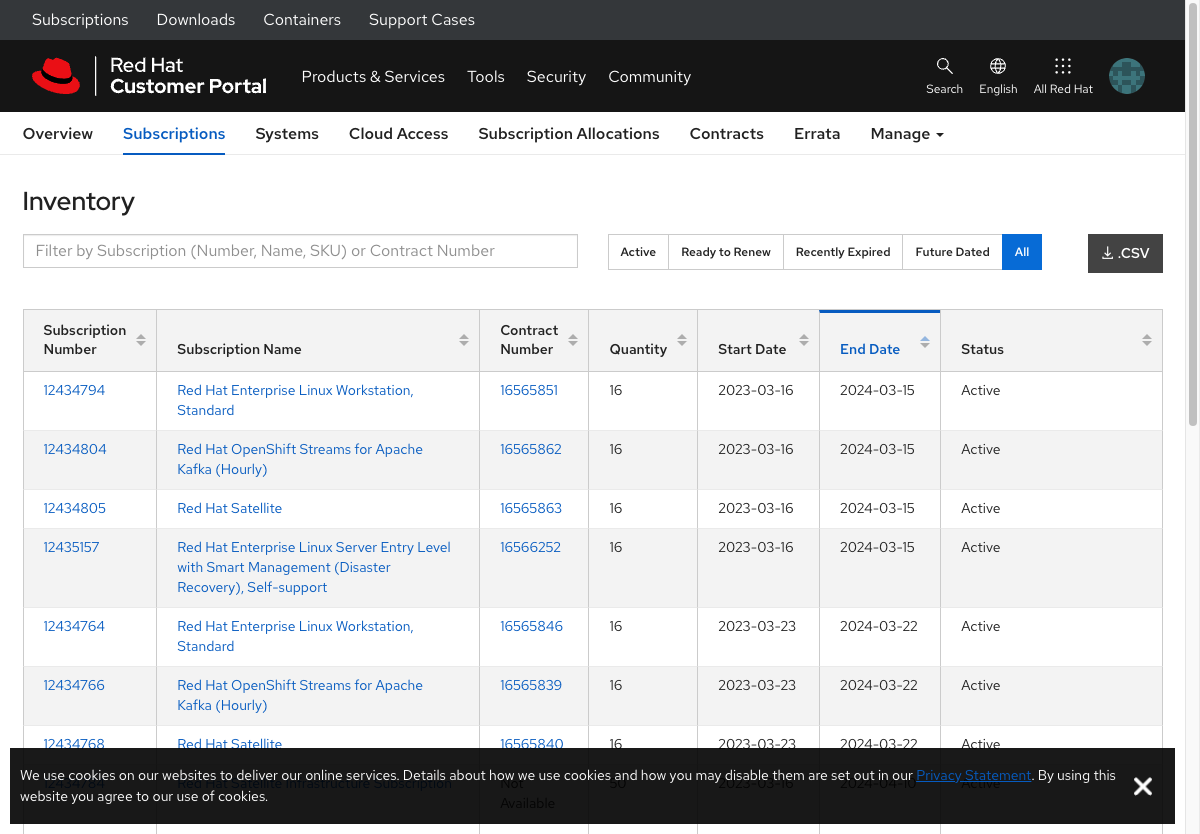 Subscriptions Downloads Containers Support Cases
Red Hat
Customer Portal
Products & Services Tools Security Community
Search English All Red Hat
Overview Subscriptions Systems Cloud Access Subscription Allocations Contracts Errata Manage
Inventory
Filter by Subscription (Number, Name, SKU) or Contract Number
Active Ready to Renew Recently Expired Future Dated All
.CSV
Subscription Number Subscription Name Contract Number Quantity Start Date End Date Status
12434794 Red Hat Enterprise Linux Workstation, 16565851 16 2023-03-16 2024-03-15 Active
Standard
12434804 Red Hat OpenShift Streams for Apache 16565862 16 2023-03-16 2024-03-15 Active
Kafka (Hourly)
12434805 Red Hat Satellite 16565863 16 2023-03-16 2024-03-15 Active
12435157 Red Hat Enterprise Linux Server Entry Level 16566252 16 2023-03-16 2024-03-15 Active
with Smart Management (Disaster
Recovery), Self-support
12434764 Red Hat Enterprise Linux Workstation, 16565846 16 2023-03-23 2024-03-22 Active
Standard
12434766 Red Hat OpenShift Streams for Apache 16565839 16 2023-03-23 2024-03-22 Active
Kafka (Hourly)
12434768 Red Hat Satellite 16565840 16 2023-03-23 2024-03-22 Active
We use cookies on our websites to deliver our online services. Details about how we use cookies and how you may disable them are set out in our Privacy Statement. By using this
website you agree to our use of cookies.
Red Hat Satellite Infrastructure Subscription Not
Available